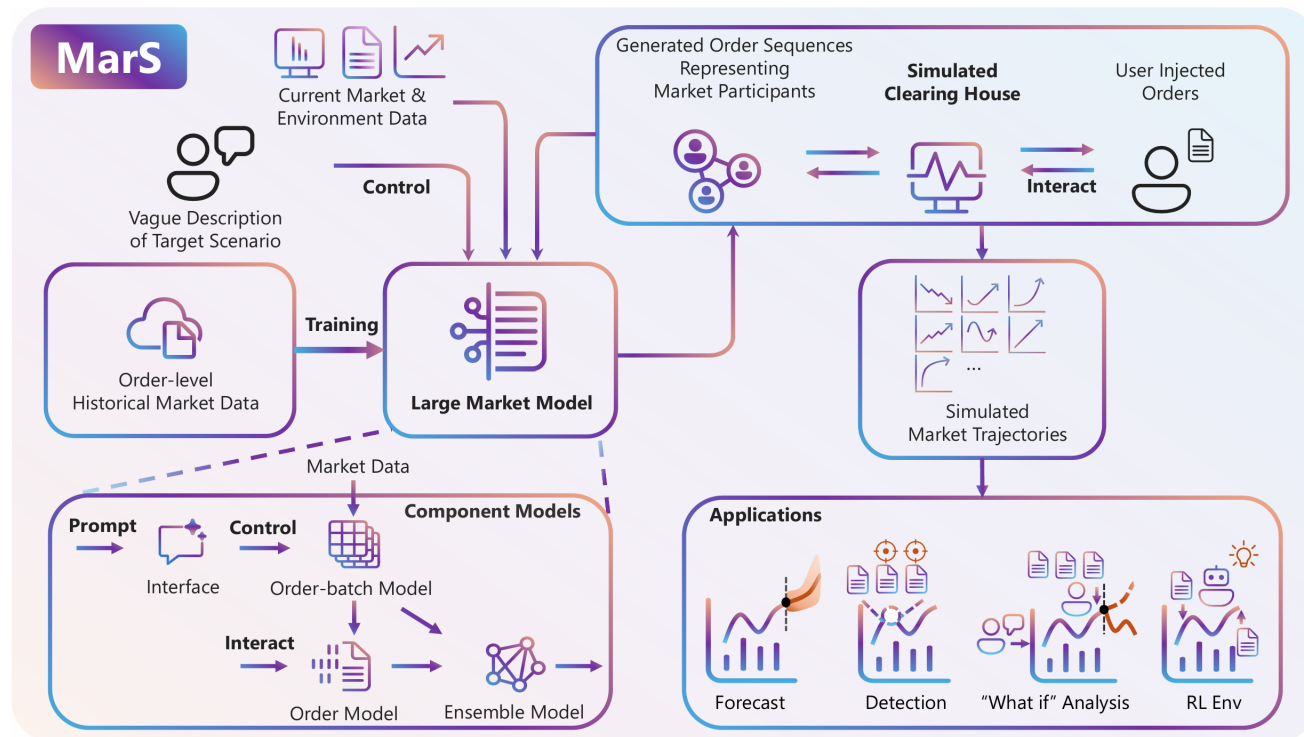 MarS
Current Market &
Environment Data
Vague Description
of Target Scenario
Control
Generated Order Sequences
Representing
Market Participants
Simulated
Clearing House
User Injected
Orders
Interact
Order-level
Historical Market Data
Training
Large Market Model
...
Simulated
Market Trajectories
Market Data
Component Models
Prompt
Interface
Control
Order-batch Model
Interact
Order Model
Ensemble Model
Applications
Forecast
Detection
“What if” Analysis
RL Env